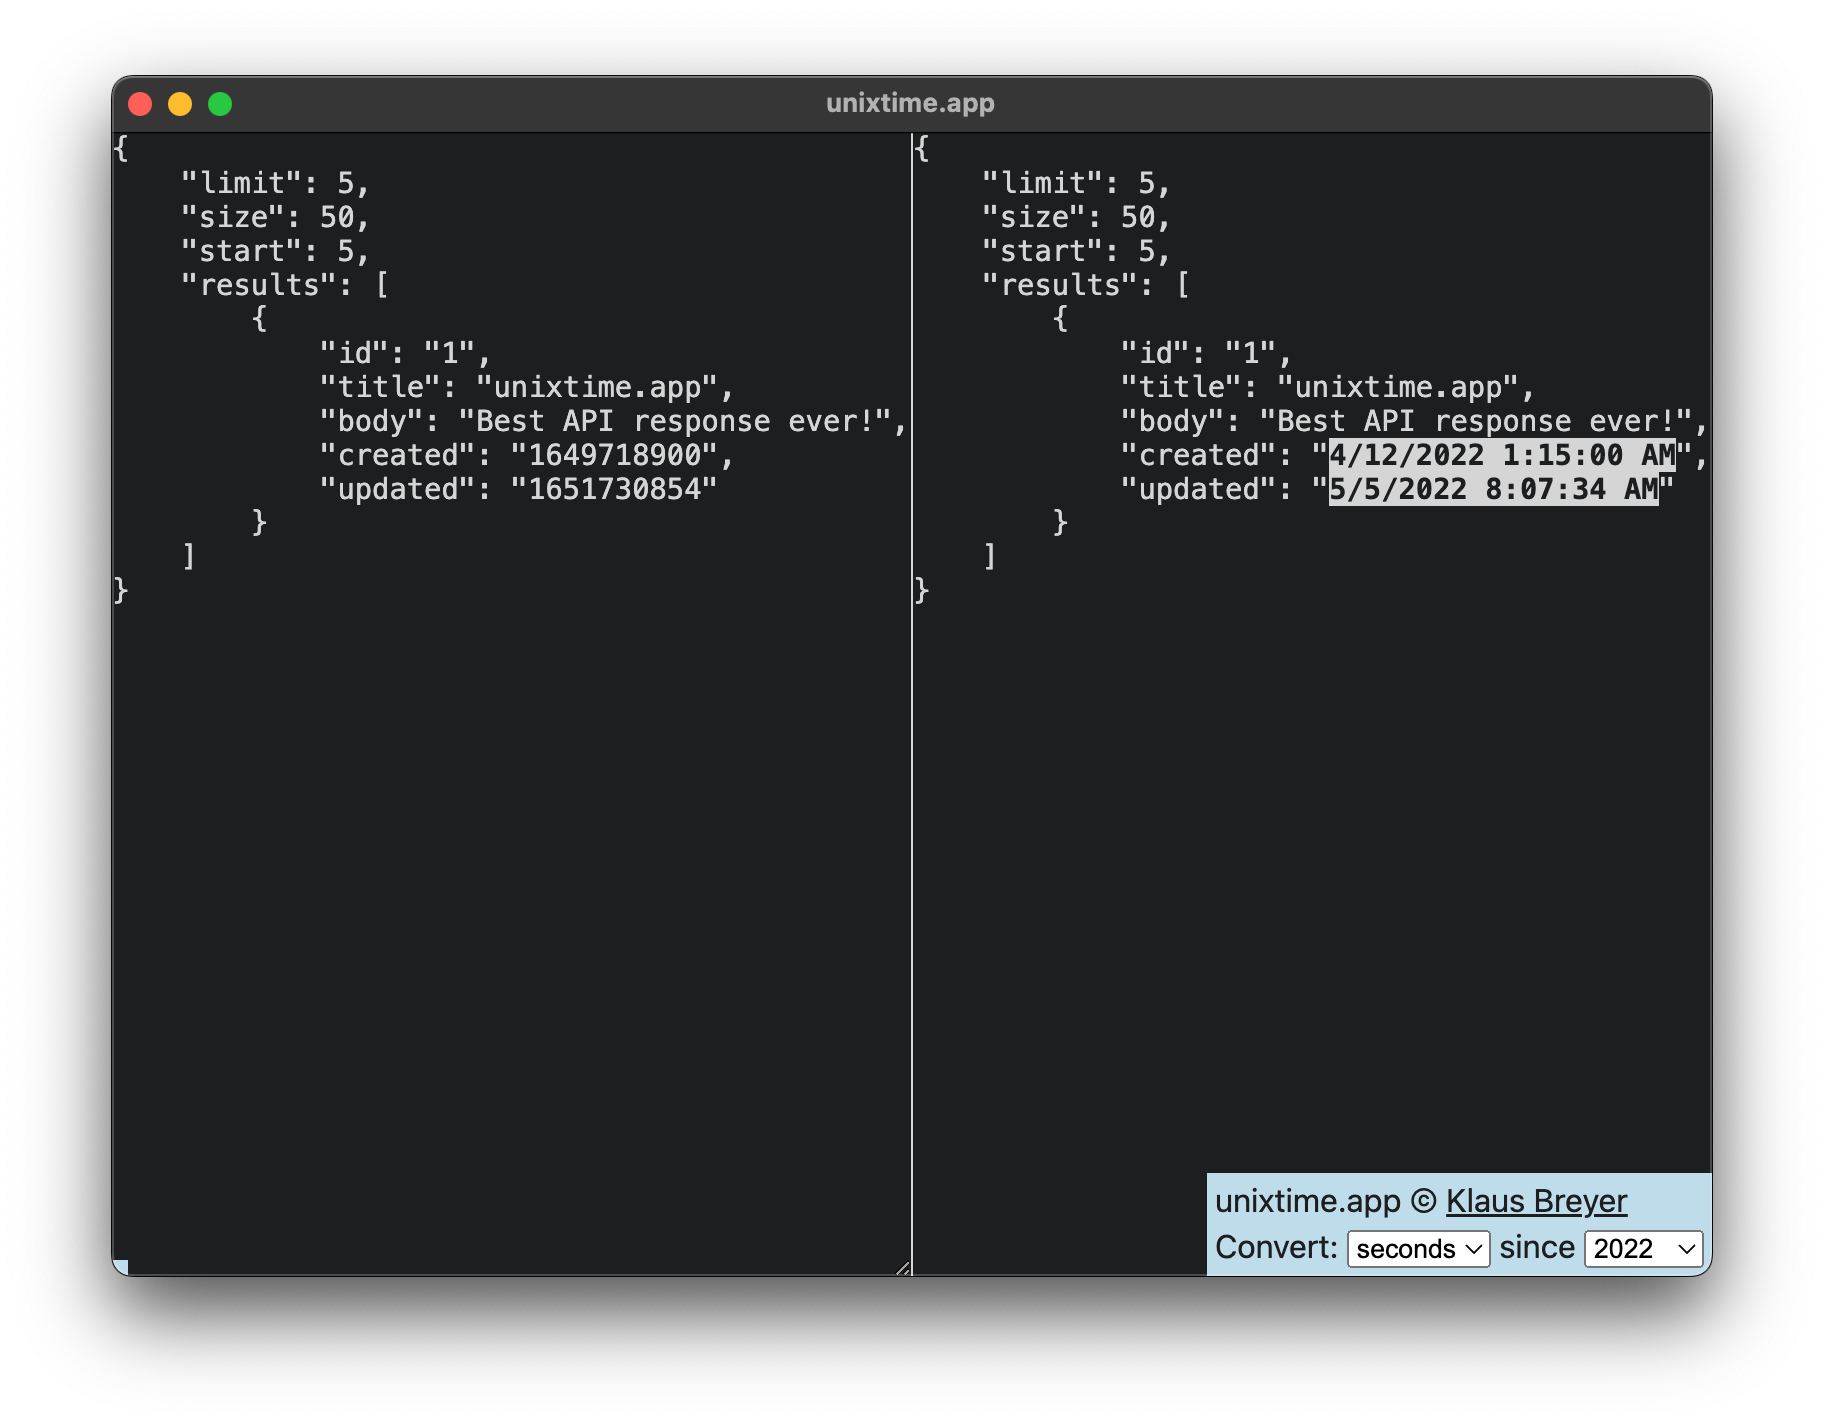 unixtime.app
{
    "limit": 5,
    "size": 50,
    "start": 5,
    "results": [
        {
            "id": "1",
            "title": "unixtime.app",
            "body": "Best API response ever!",
            "created": "1649718900",
            "updated": "1651730854"
        }
    ]
}
{
    "limit": 5,
    "size": 50,
    "start": 5,
    "results": [
        {
            "id": "1",
            "title": "unixtime.app",
            "body": "Best API response ever!",
            "created": "4/12/2022 1:15:00 AM",
            "updated": "5/5/2022 8:07:34 AM"
        }
    ]
}
unixtime.app © Klaus Breyer
Convert: seconds since 2022